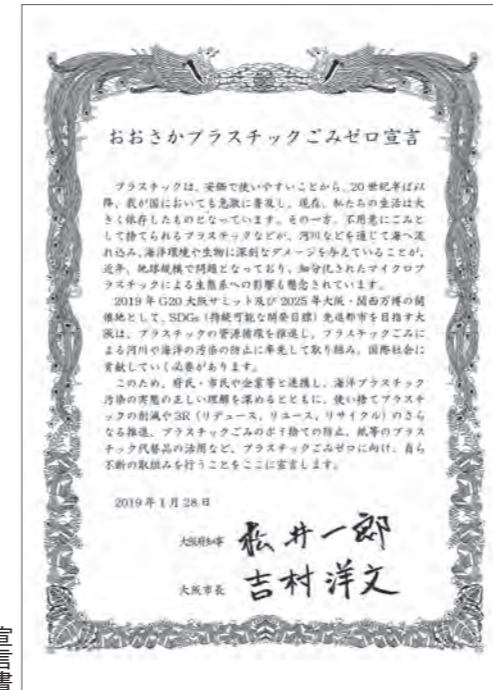 おおさかプラスチックごみゼロ宣言
プラスチックは、安価で使いやすいことから、20世紀半ば以
降、我が国においても急激に普及し、現在、私たちの生活は大
きく依存したものとなっています。その一方、不用意にごみと
して捨てられるプラスチックなどが、河川などを通じて海へ流
れ込み、海洋環境や生物に深刻なダメージを与えていることが、
近年、地球規模で問題となっており、細分化されたマイクロプ
ラスチックによる生態系への影響も懸念されています。
2019年G20大阪サミット及び2025年大阪・関西万博の開
催地として、SDGs（持続可能な開発目標）先進都市を目指す大
阪は、プラスチックの資源循環を推進し、プラスチックごみに
よる河川や海洋の汚染の防止に率先して取り組み、国際社会に
貢献していく必要があります。
このため、府民・市民や企業等と連携し、海洋プラスチック
汚染の実態の正しい理解を深めるとともに、使い捨てプラスチ
ックの削減や3R（リデュース、リユース、リサイクル）のさら
なる推進、プラスチックごみのポイ捨ての防止、紙等のプラス
チック代替品の活用など、プラスチックごみゼロに向け、自ら
不断の取組みを行うことをここに宣言します。
2019年1月28日
大阪府知事 松井一郎
大阪市長 吉村洋文
宣言書